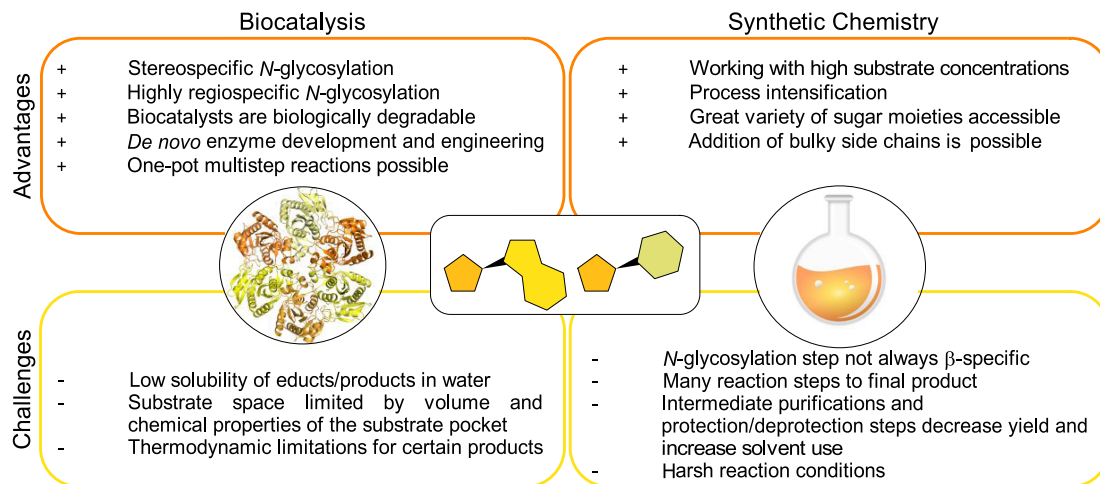 Biocatalysis
Synthetic Chemistry
Advantages
+ Stereospecific N-glycosylation
+ Highly regiospecific N-glycosylation
+ Biocatalysts are biologically degradable
+ De novo enzyme development and engineering
+ One-pot multistep reactions possible
+ Working with high substrate concentrations
+ Process intensification
+ Great variety of sugar moieties accessible
+ Addition of bulky side chains is possible
Challenges
- Low solubility of educts/products in water
- Substrate space limited by volume and
chemical properties of the substrate pocket
- Thermodynamic limitations for certain products
- N-glycosylation step not always β-specific
- Many reaction steps to final product
- Intermediate purifications and
protection/deprotection steps decrease yield and
increase solvent use
- Harsh reaction conditions